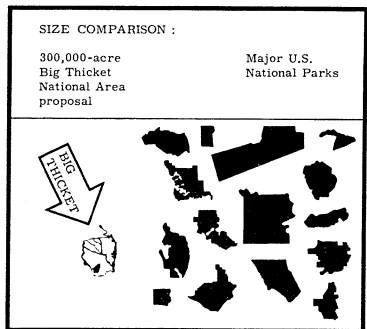 SIZE COMPARISON :
300,000-acre
Big Thicket
National Area
proposal
Major U.S.
National Parks
BIG
THICKET